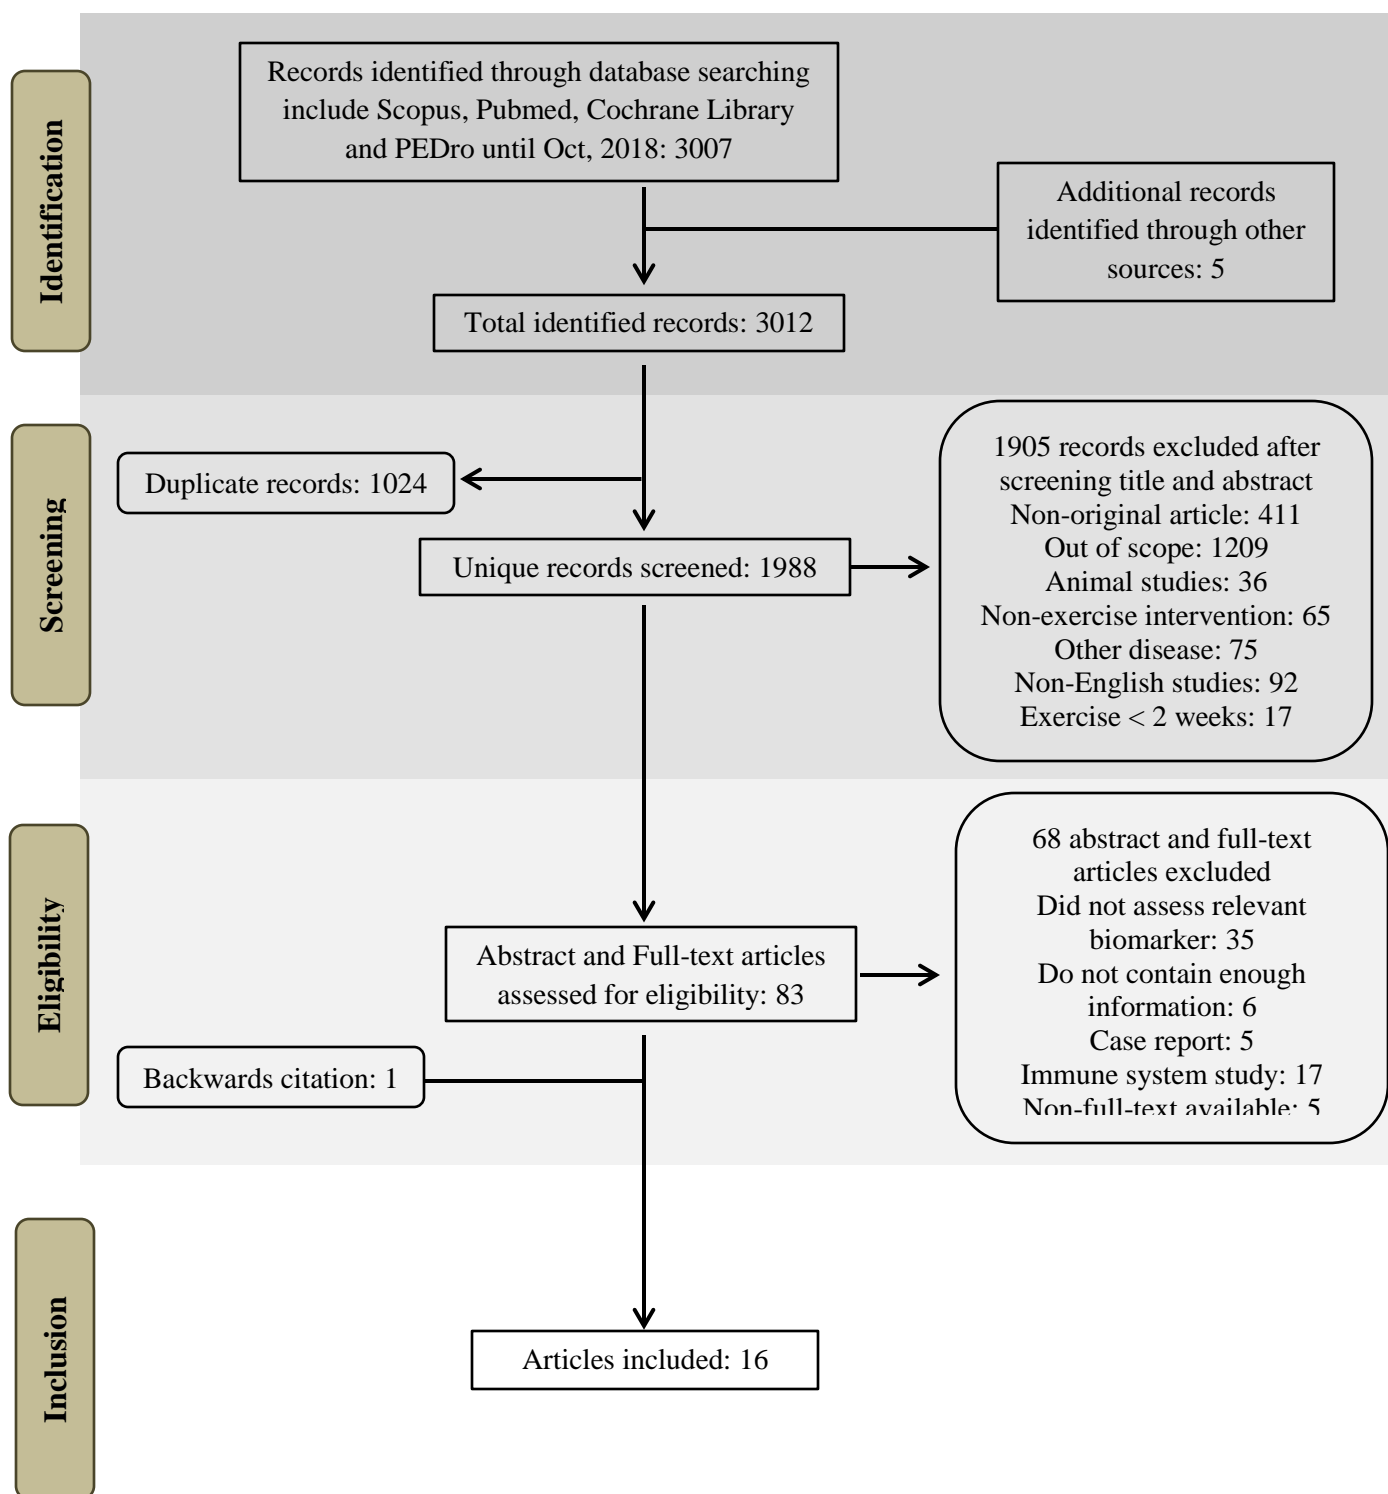 Identification
Records identified through database searching
include Scopus, Pubmed, Cochrane Library
and PEDro until Oct, 2018: 3007
Additional records
identified through other
sources: 5
Total identified records: 3012
Screening
Duplicate records: 1024
Unique records screened: 1988
1905 records excluded after
screening title and abstract
Non-original article: 411
Out of scope: 1209
Animal studies: 36
Non-exercise intervention: 65
Other disease: 75
Non-English studies: 92
Exercise < 2 weeks: 17
Eligibility
Abstract and Full-text articles
assessed for eligibility: 83
68 abstract and full-text
articles excluded
Did not assess relevant
biomarker: 35
Do not contain enough
information: 6
Case report: 5
Immune system study: 17
Non-full-text available: 5
Backwards citation: 1
Inclusion
Articles included: 16